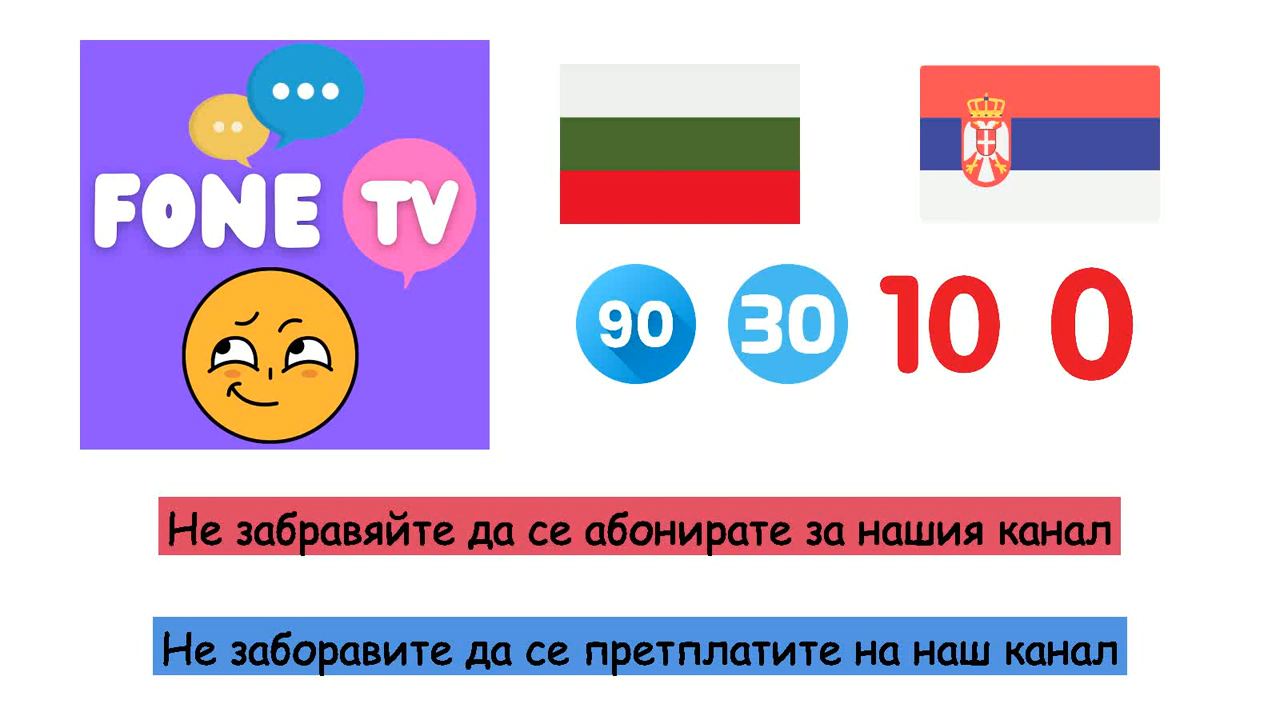 FONE TV
90 30 10 0
Не забравяйте да се абонирате за нашия канал
Не заборавите да се претплатите на наш канал